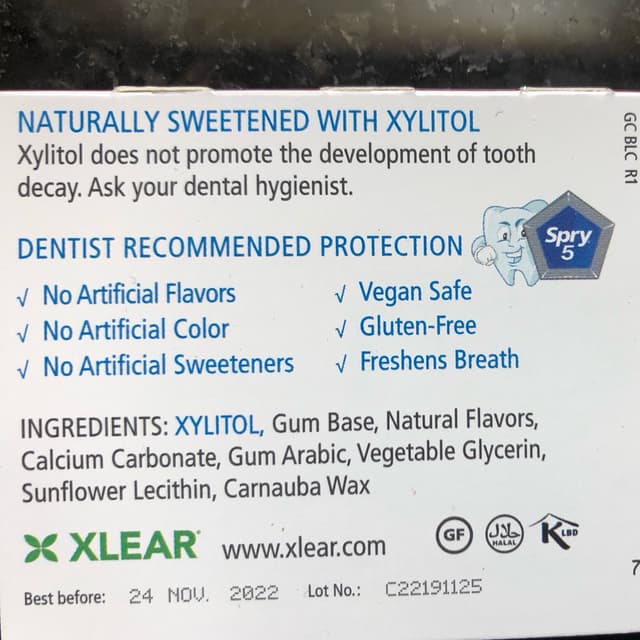 NATURALLY SWEETENED WITH XYLITOL
Xylitol does not promote the development of tooth
decay. Ask your dental hygienist.
DENTIST RECOMMENDED PROTECTION
Spry
5
√ No Artificial Flavors
√ No Artificial Color
√ No Artificial Sweeteners
√ Vegan Safe
√ Gluten-Free
√ Freshens Breath
INGREDIENTS: XYLITOL, Gum Base, Natural Flavors,
Calcium Carbonate, Gum Arabic, Vegetable Glycerin,
Sunflower Lecithin, Carnauba Wax
XLEAR www.xlear.com
GF
حلال
HALAL
K LBD
Best before: 24 NOV. 2022 Lot No.: C22191125
GC BLC R1
7